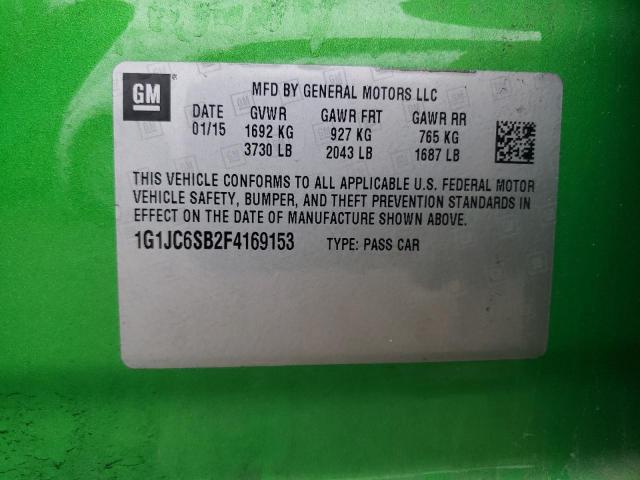 GM
MFD BY GENERAL MOTORS LLC
DATE GVWR GAWR FRT GAWR RR
01/15 1692 KG 927 KG 765 KG
3730 LB 2043 LB 1687 LB
THIS VEHICLE CONFORMS TO ALL APPLICABLE U.S. FEDERAL MOTOR
VEHICLE SAFETY, BUMPER, AND THEFT PREVENTION STANDARDS IN
EFFECT ON THE DATE OF MANUFACTURE SHOWN ABOVE.
1G1JC6SB2F4169153 TYPE: PASS CAR